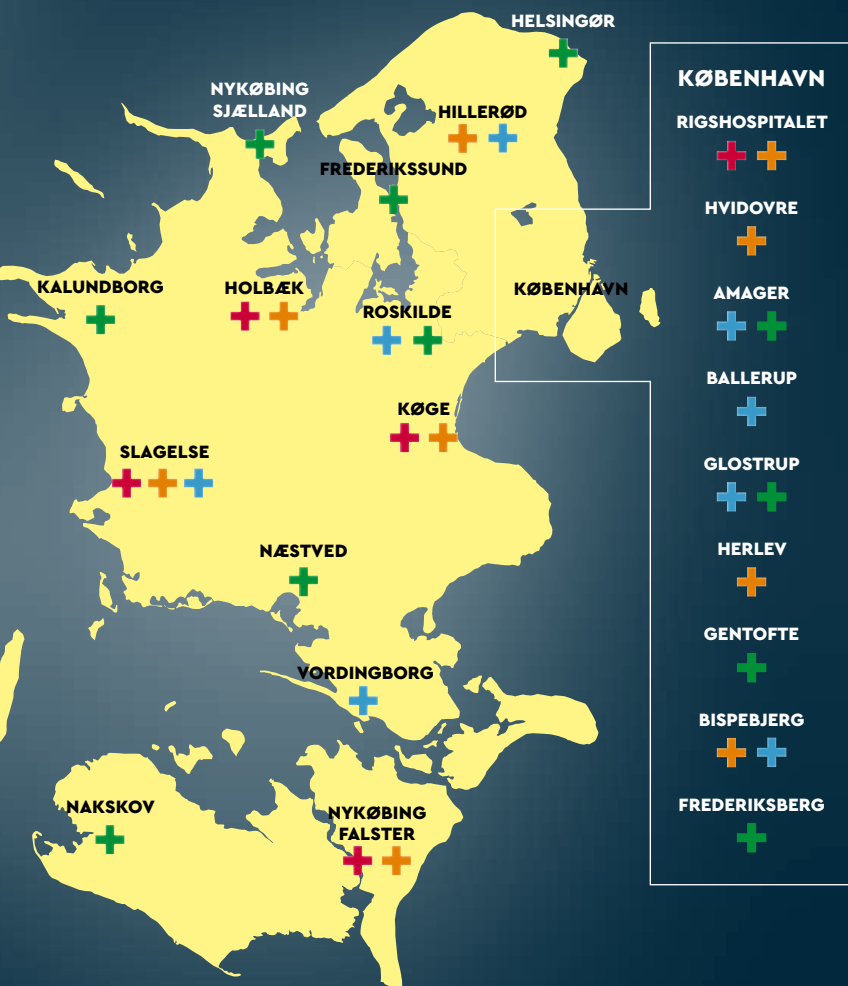 HELSINGØR
NYKØBING
SJÆLLAND
HILLERØD
FREDERIKSSUND
KALUNDBORG
HOLBÆK
ROSKILDE
KØBENHAVN
KØGE
SLAGELSE
NÆSTVED
VORDINGBORG
NAKSKOV
NYKØBING
FALSTER
KØBENHAVN
RIGSHOSPITALET
HVIDOVRE
AMAGER
BALLERUP
GLOSTRUP
HERLEV
GENTOFTE
BISPEBJERG
FREDERIKSBERG